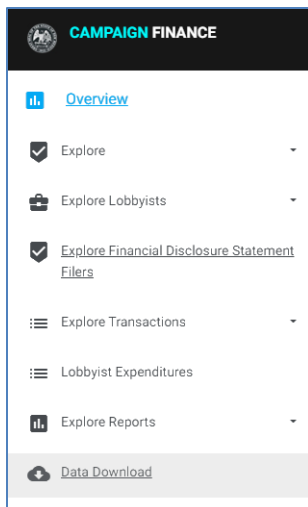 CAMPAIGN FINANCE
Overview
Explore
Explore Lobbyists
Explore Financial Disclosure Statement
Filers
Explore Transactions
Lobbyist Expenditures
Explore Reports
Data Download